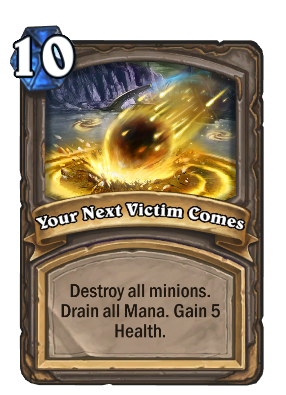 10
Your Next Victim Comes
Destroy all minions.
Drain all Mana. Gain 5
Health.